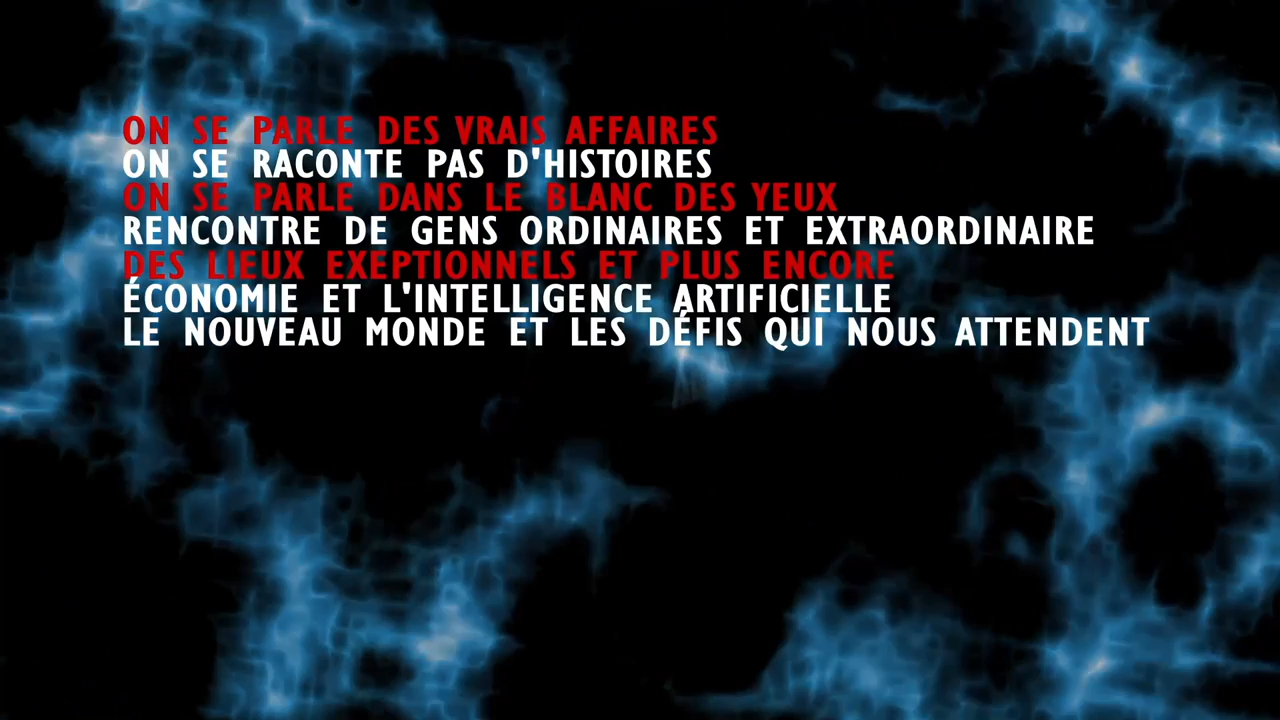 ON SE PARLE DES VRAIS AFFAIRES
ON SE RACONTE PAS D'HISTOIRES
ON SE PARLE DANS LE BLANC DES YEUX
RENCONTRE DE GENS ORDINAIRES ET EXTRAORDINAIRE
DES LIEUX EXEPTIONNELS ET PLUS ENCORE
ÉCONOMIE ET L'INTELLIGENCE ARTIFICIELLE
LE NOUVEAU MONDE ET LES DÉFIS QUI NOUS ATTENDENT